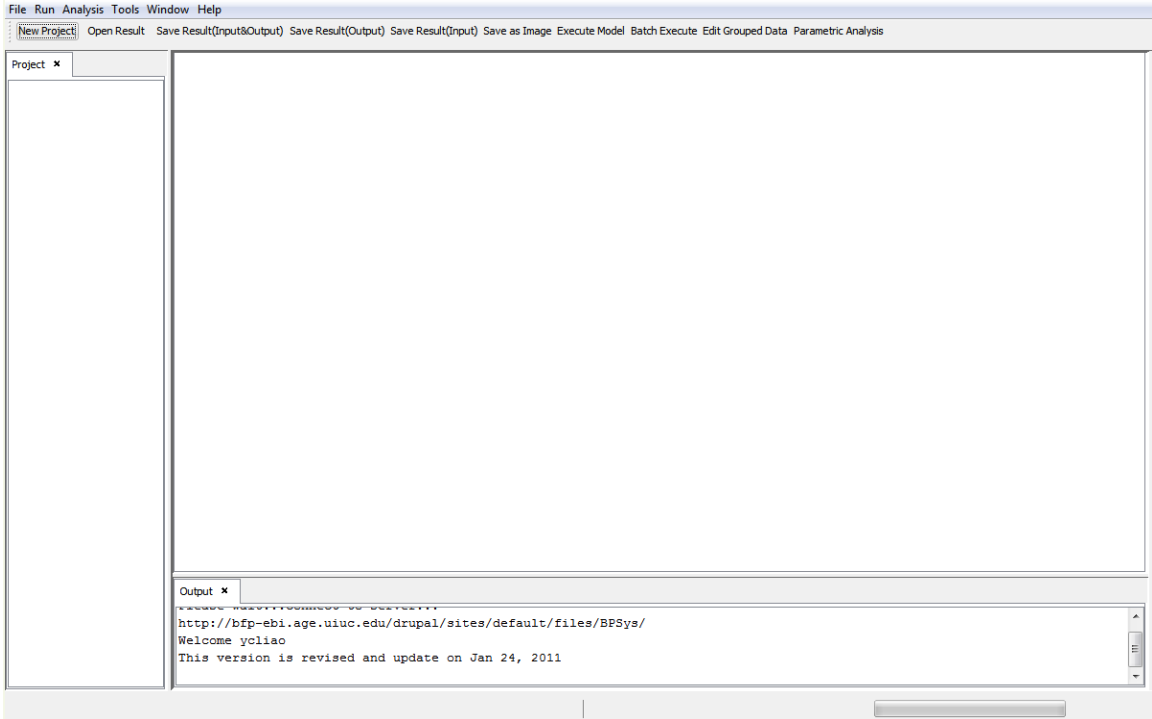 File Run Analysis Tools Window Help
New Project Open Result Save Result(Input&Output) Save Result(Output) Save Result(Input) Save as Image Execute Model Batch Execute Edit Grouped Data Parametric Analysis
Project
Output
http://bfp-ebi.age.uiuc.edu/drupal/sites/default/files/BPSys/
Welcome ycliao
This version is revised and update on Jan 24, 2011